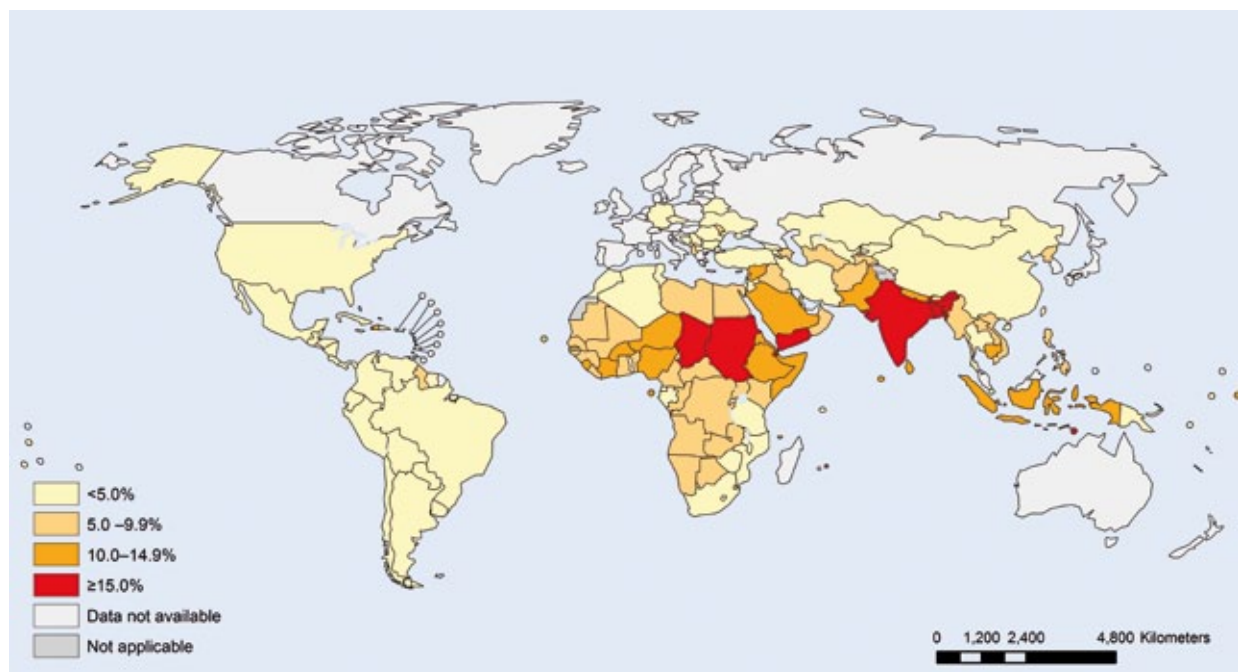 <5.0%
5.0 –9.9%
10.0–14.9%
≥15.0%
Data not available
Not applicable
0 1,200 2,400 4,800 Kilometers